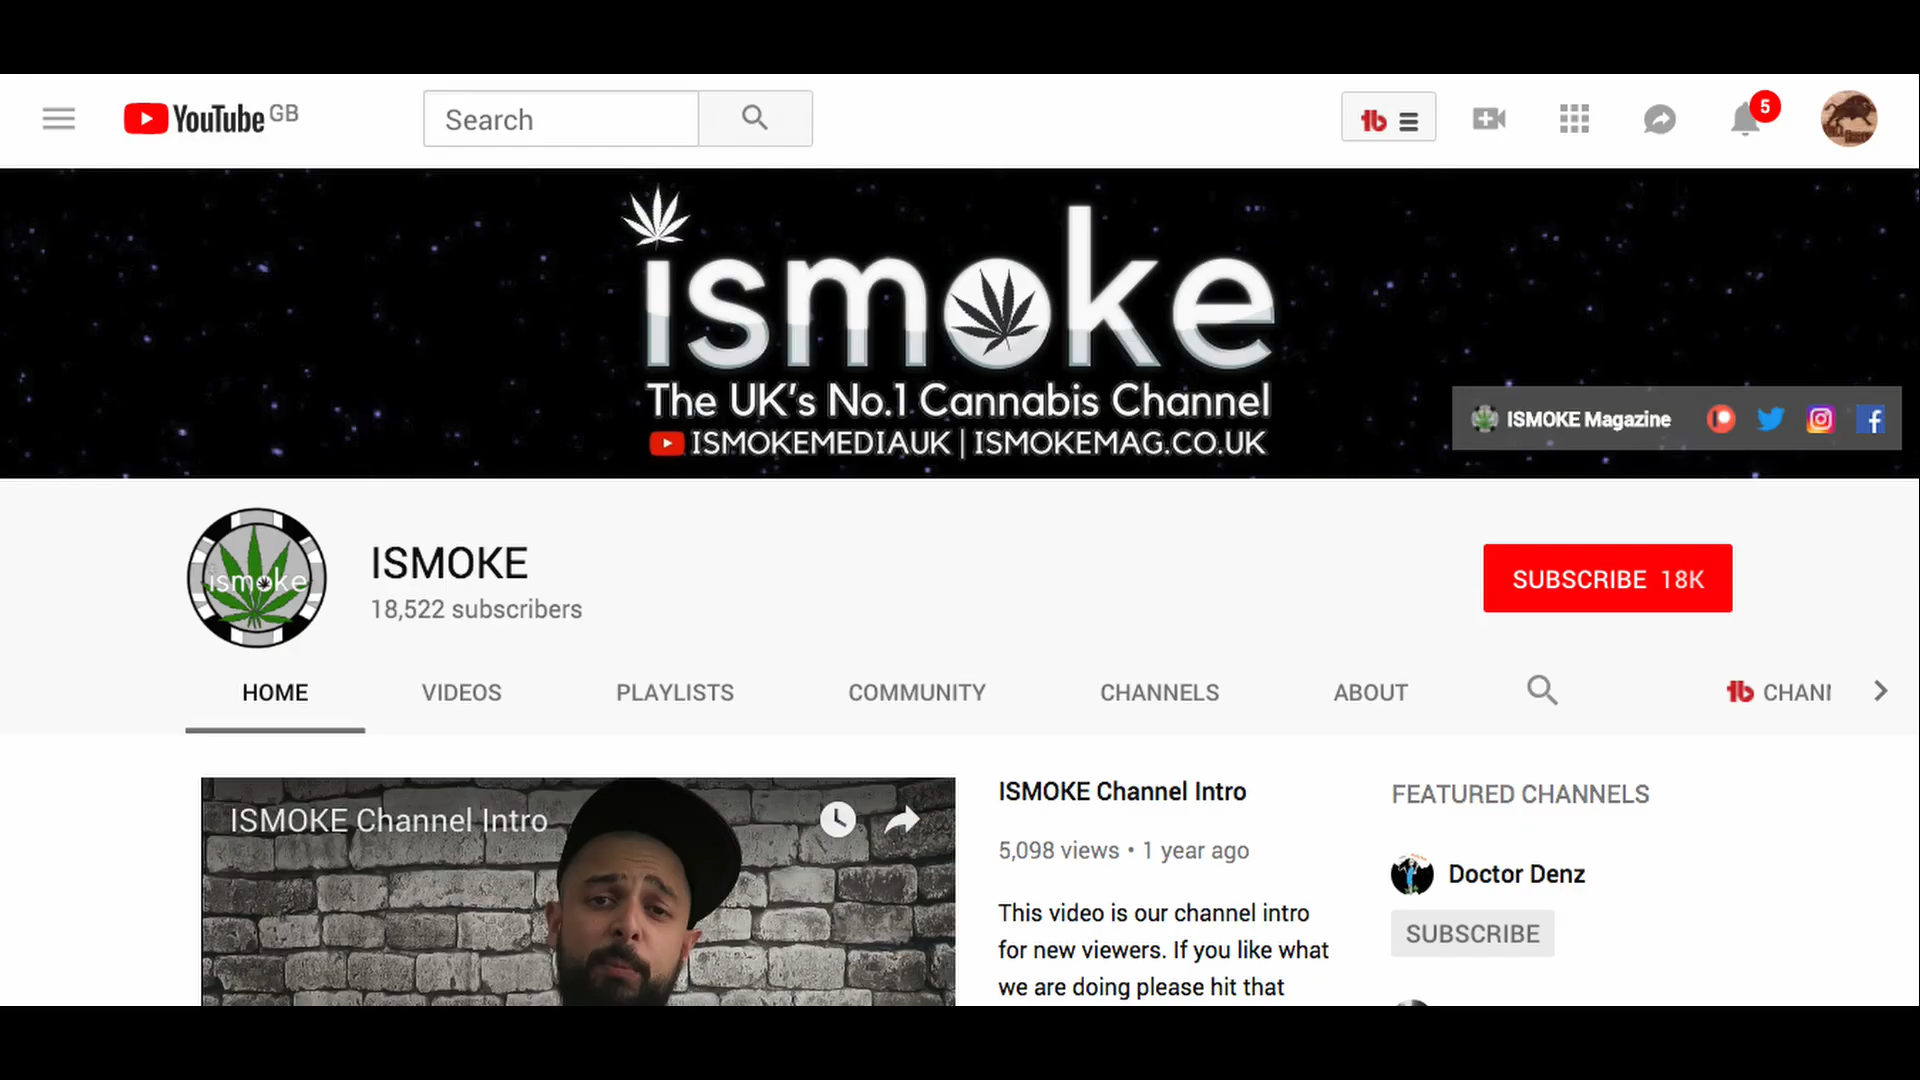 YouTube GB
Search
5
ismoke
The UK's No.1 Cannabis Channel
ISMOKEMEDIAUK | ISMOKEMAG.CO.UK
ISMOKE Magazine
ismoke
ISMOKE
18,522 subscribers
SUBSCRIBE 18K
HOME
VIDEOS
PLAYLISTS
COMMUNITY
CHANNELS
ABOUT
CHANI
ISMOKE Channel Intro
ISMOKE Channel Intro
5,098 views • 1 year ago
This video is our channel intro
for new viewers. If you like what
we are doing please hit that
FEATURED CHANNELS
Doctor Denz
SUBSCRIBE